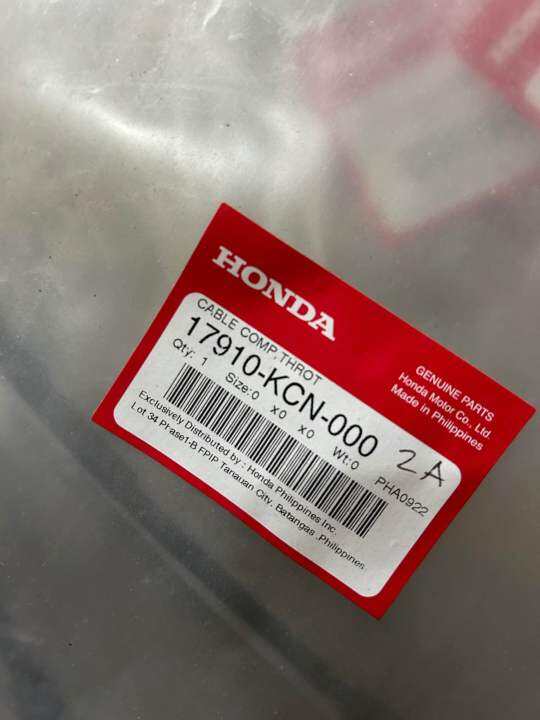 HONDA
GENUINE PARTS
Honda Motor Co., Ltd.
Made in Philippines
CABLE COMP.THROT
17910-KCN-000 2A
Qty: 1 Size:0 x0 x0 Wt:0
PHA0922
Exclusively Distributed by : Honda Philippines Inc
Lot 34 Phase1-B FPIP Tanauan City, Batangas ,Philippines